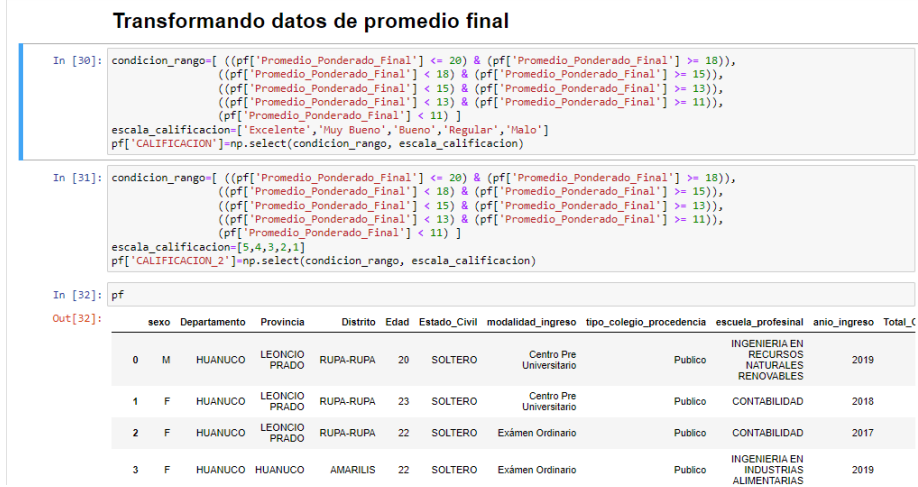 Transformando datos de promedio final
In [30]: condicion_rango=[ ((pf['Promedio_Ponderado_Final'] <= 20) & (pf['Promedio_Ponderado_Final'] >= 18)),
((pf['Promedio_Ponderado_Final'] < 18) & (pf['Promedio_Ponderado_Final'] >= 15)),
((pf['Promedio_Ponderado_Final'] < 15) & (pf['Promedio_Ponderado_Final'] >= 13)),
((pf['Promedio_Ponderado_Final'] < 13) & (pf['Promedio_Ponderado_Final'] >= 11)),
(pf['Promedio_Ponderado_Final'] < 11) ]
escala_calificacion=['Excelente','Muy Bueno','Bueno','Regular','Malo']
pf['CALIFICACION']=np.select(condicion_rango, escala_calificacion)
In [31]: condicion_rango=[ ((pf['Promedio_Ponderado_Final'] <= 20) & (pf['Promedio_Ponderado_Final'] >= 18)),
((pf['Promedio_Ponderado_Final'] < 18) & (pf['Promedio_Ponderado_Final'] >= 15)),
((pf['Promedio_Ponderado_Final'] < 15) & (pf['Promedio_Ponderado_Final'] >= 13)),
((pf['Promedio_Ponderado_Final'] < 13) & (pf['Promedio_Ponderado_Final'] >= 11)),
(pf['Promedio_Ponderado_Final'] < 11) ]
escala_calificacion=[5,4,3,2,1]
pf['CALIFICACION_2']=np.select(condicion_rango, escala_calificacion)
In [32]: pf
Out[32]:
sexo Departamento Provincia Distrito Edad Estado_Civil modalidad_ingreso tipo_colegio_procedencia escuela_profesinal anio_ingreso Total_
0 M HUANUCO LEONCIO PRADO RUPA-RUPA 20 SOLTERO Centro Pre Universitario Publico INGENIERIA EN RECURSOS NATURALES RENOVABLES 2019
1 F HUANUCO LEONCIO PRADO RUPA-RUPA 23 SOLTERO Centro Pre Universitario Publico CONTABILIDAD 2018
2 F HUANUCO LEONCIO PRADO RUPA-RUPA 22 SOLTERO Exámen Ordinario Publico CONTABILIDAD 2017
3 F HUANUCO HUANUCO AMARILIS 22 SOLTERO Exámen Ordinario Publico INGENIERIA EN INDUSTRIAS ALIMENTARIAS 2019